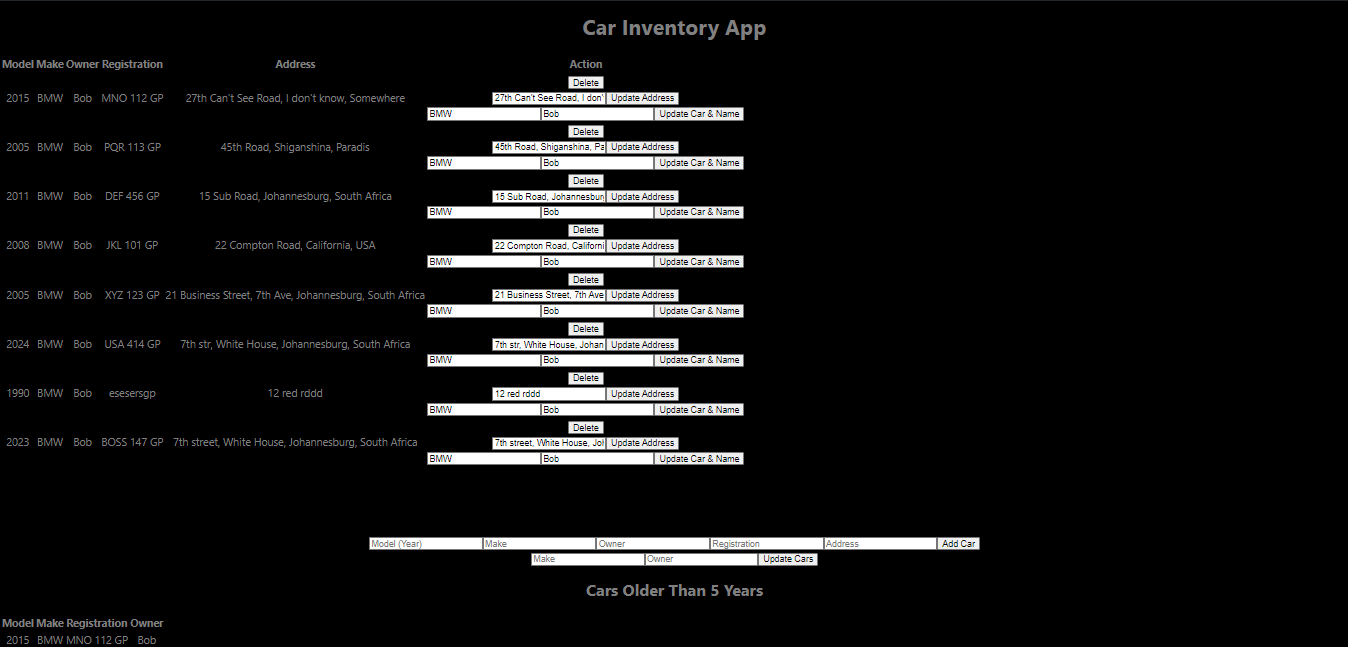 Car Inventory App
Model Make Owner Registration Address Action
Delete
2015 BMW Bob MNO 112 GP 27th Can't See Road, I don't know, Somewhere 27th Can't See Road, I don' Update Address
BMW Bob Update Car & Name
Delete
2005 BMW Bob PQR 113 GP 45th Road, Shiganshina, Paradis 45th Road, Shiganshina, Pa Update Address
BMW Bob Update Car & Name
Delete
2011 BMW Bob DEF 456 GP 15 Sub Road, Johannesburg, South Africa 15 Sub Road, Johannesburg Update Address
BMW Bob Update Car & Name
Delete
2008 BMW Bob JKL 101 GP 22 Compton Road, California, USA 22 Compton Road, Californi Update Address
BMW Bob Update Car & Name
Delete
2005 BMW Bob XYZ 123 GP 21 Business Street, 7th Ave, Johannesburg, South Africa 21 Business Street, 7th Ave Update Address
BMW Bob Update Car & Name
Delete
2024 BMW Bob USA 414 GP 7th str, White House, Johannesburg, South Africa 7th str, White House, Johan Update Address
BMW Bob Update Car & Name
Delete
1990 BMW Bob esesersgp 12 red rddd 12 red rddd Update Address
BMW Bob Update Car & Name
Delete
2023 BMW Bob BOSS 147 GP 7th street, White House, Johannesburg, South Africa 7th street, White House, Joh Update Address
BMW Bob Update Car & Name
Model (Year) Make Owner Registration Address Add Car
Make Owner Update Cars
Cars Older Than 5 Years
Model Make Registration Owner
2015 BMW MNO 112 GP Bob